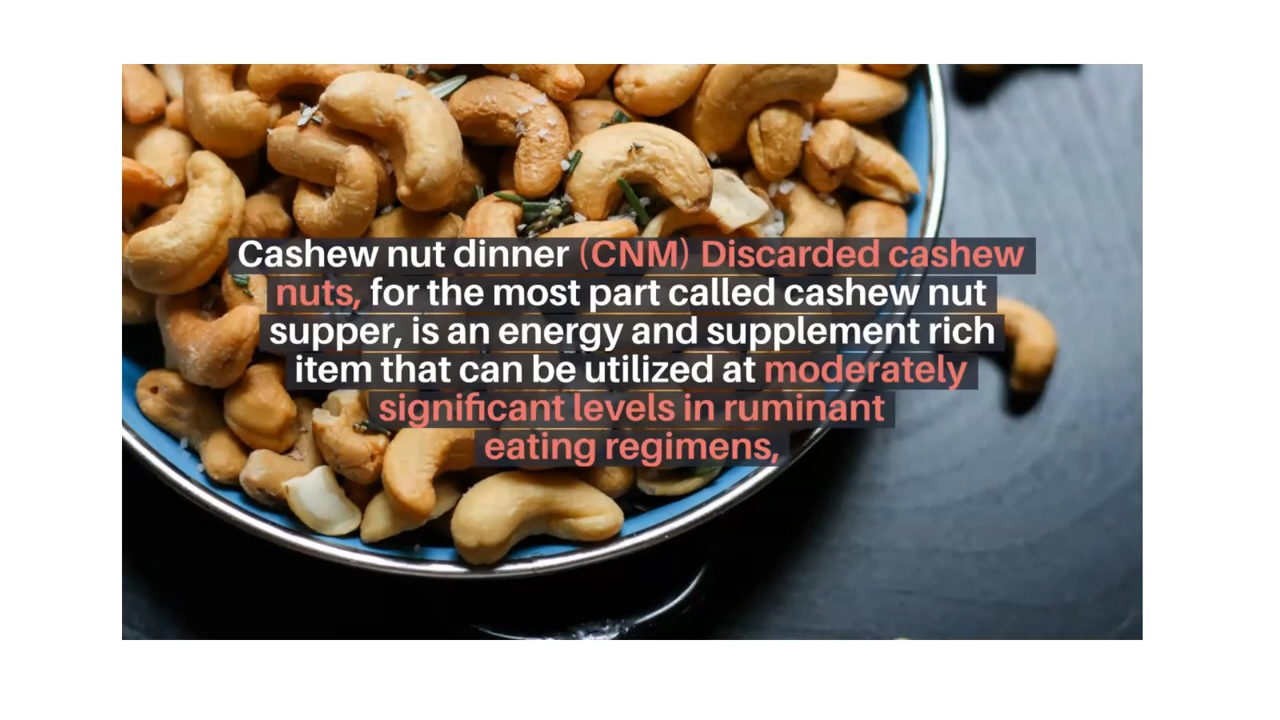 Cashew nut dinner (CNM) Discarded cashew
nuts, for the most part called cashew nut
supper, is an energy and supplement rich
item that can be utilized at moderately
significant levels in ruminant
eating regimens,